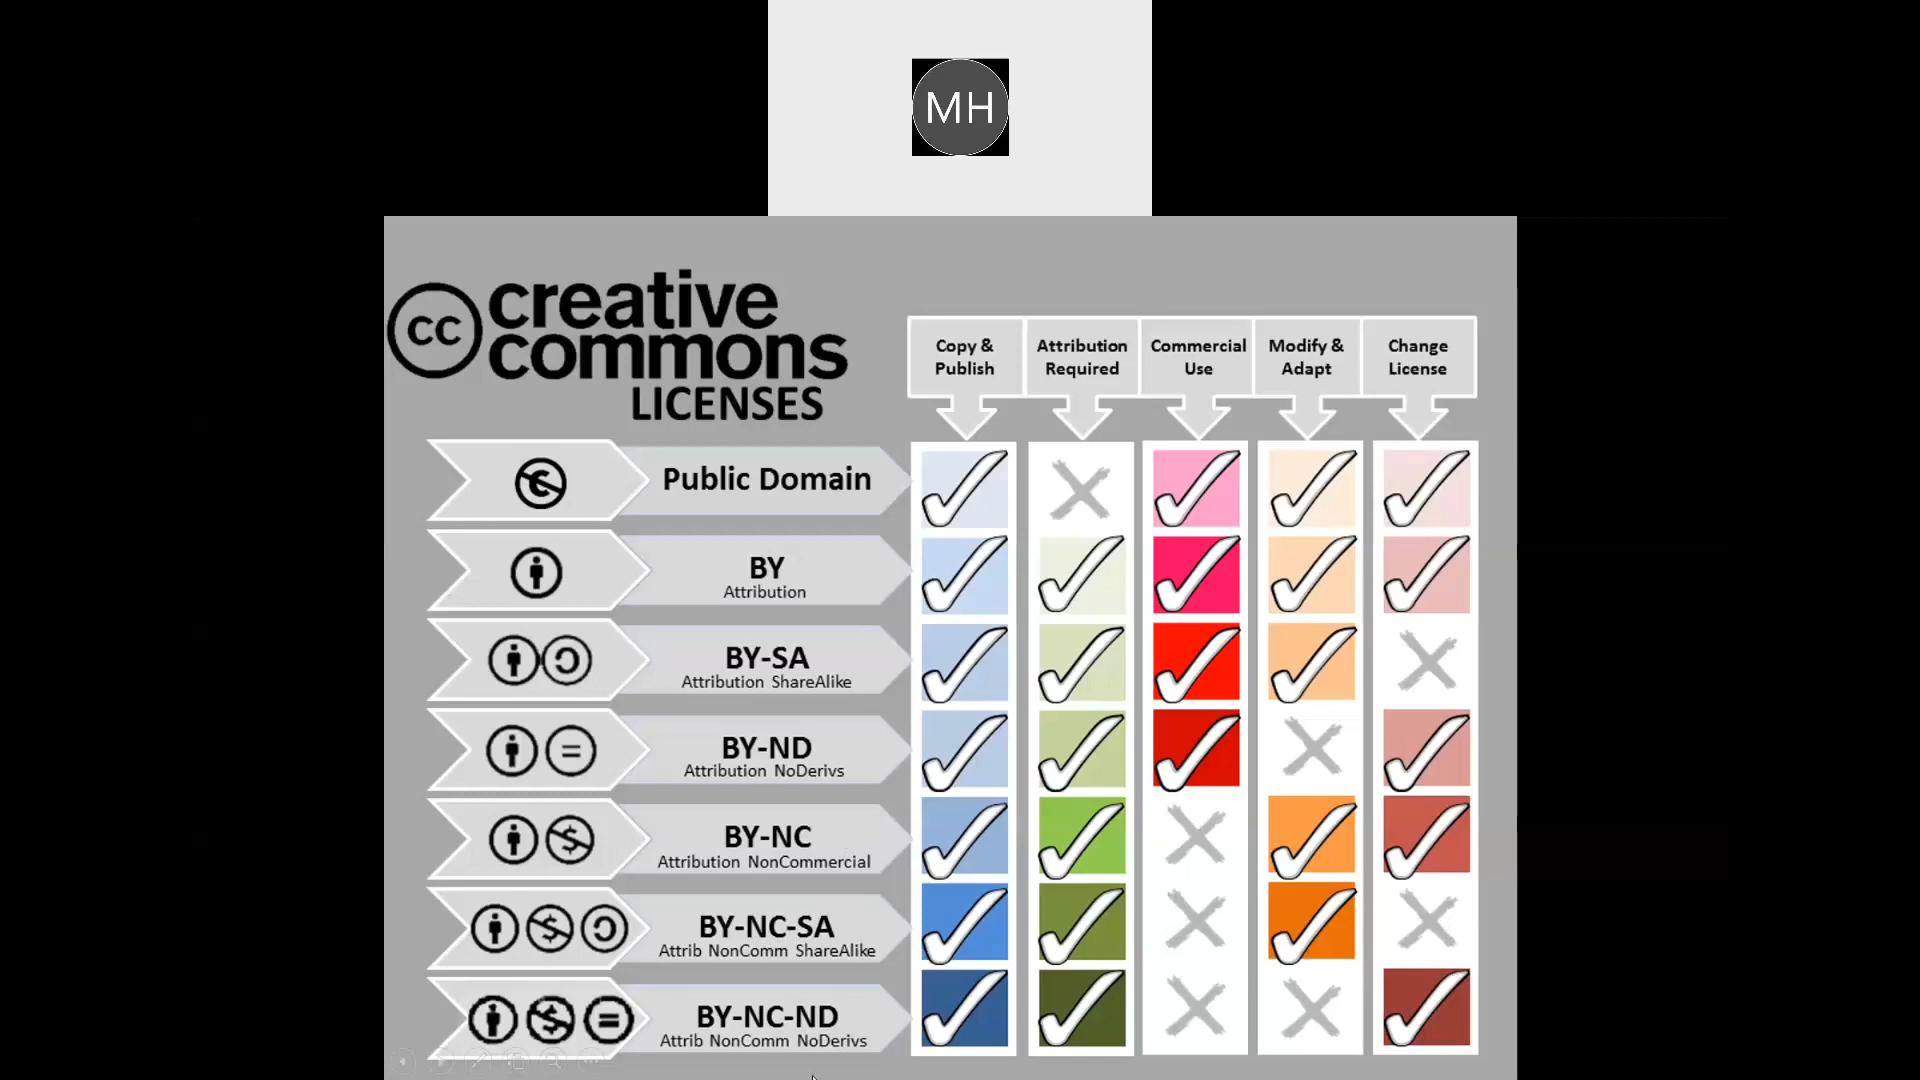 MH
cc creative
commons
LICENSES
Copy &
Publish
Attribution
Required
Commercial
Use
Modify &
Adapt
Change
License
Public Domain
BY
Attribution
BY-SA
Attribution ShareAlike
BY-ND
Attribution NoDerivs
BY-NC
Attribution NonCommercial
BY-NC-SA
Attrib NonComm ShareAlike
BY-NC-ND
Attrib NonComm NoDerivs